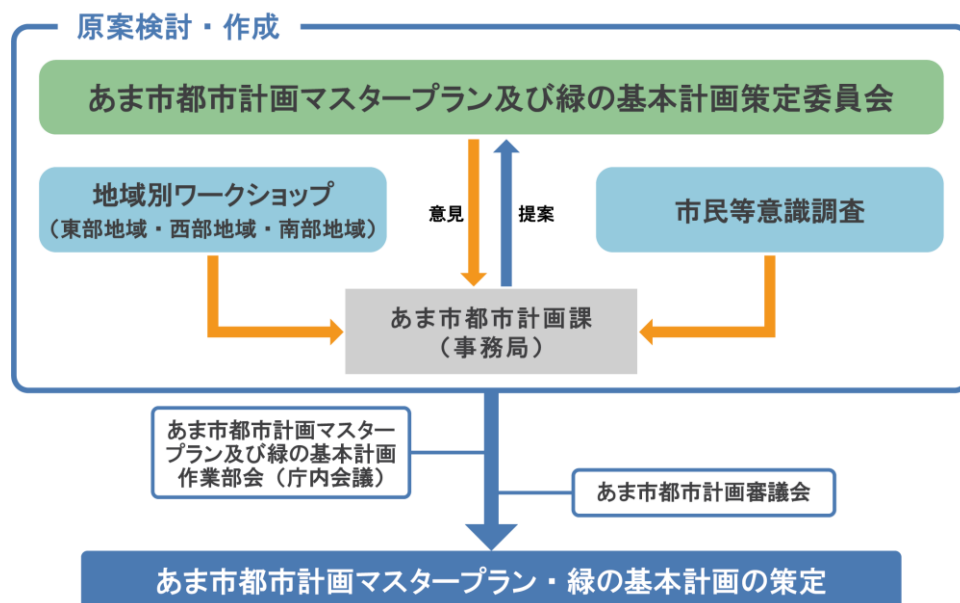 原案検討・作成
あま市都市計画マスタープラン及び緑の基本計画策定委員会
地域別ワークショップ
（東部地域・西部地域・南部地域）
意見
提案
市民等意識調査
あま市都市計画課
（事務局）
あま市都市計画マスター
プラン及び緑の基本計画
作業部会（庁内会議）
あま市都市計画審議会
あま市都市計画マスタープラン・緑の基本計画の策定